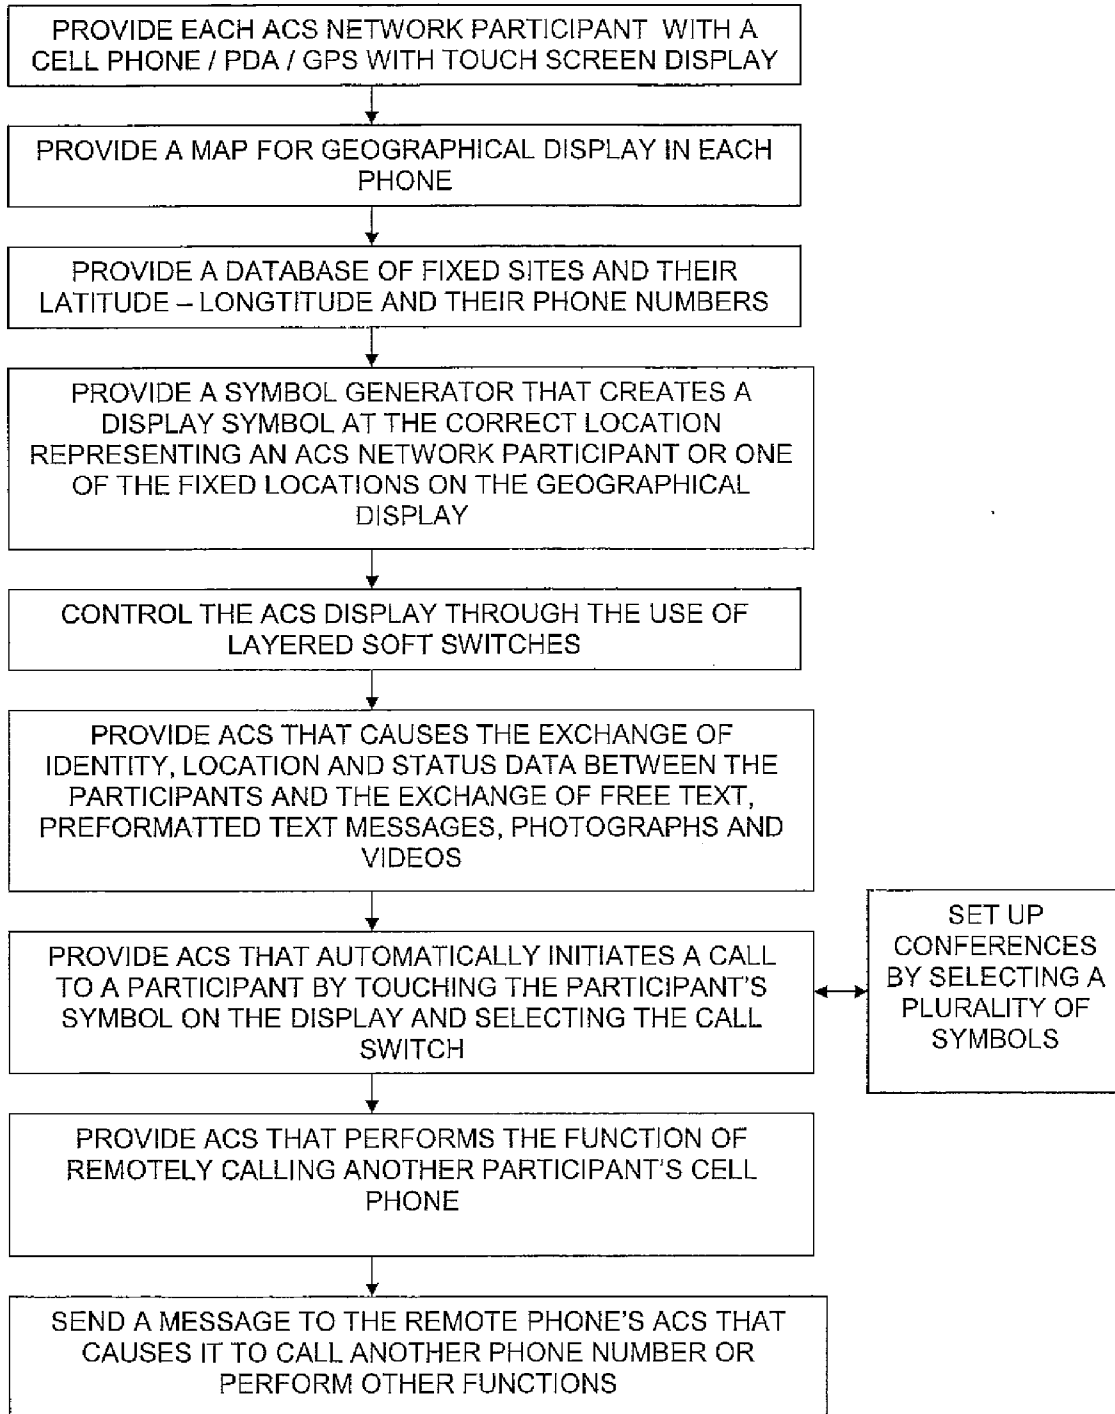 PROVIDE EACH ACS NETWORK PARTICIPANT WITH A
CELL PHONE / PDA / GPS WITH TOUCH SCREEN DISPLAY
PROVIDE A MAP FOR GEOGRAPHICAL DISPLAY IN EACH
PHONE
PROVIDE A DATABASE OF FIXED SITES AND THEIR
LATITUDE – LONGTITUDE AND THEIR PHONE NUMBERS
PROVIDE A SYMBOL GENERATOR THAT CREATES A
DISPLAY SYMBOL AT THE CORRECT LOCATION
REPRESENTING AN ACS NETWORK PARTICIPANT OR ONE
OF THE FIXED LOCATIONS ON THE GEOGRAPHICAL
DISPLAY
CONTROL THE ACS DISPLAY THROUGH THE USE OF
LAYERED SOFT SWITCHES
PROVIDE ACS THAT CAUSES THE EXCHANGE OF
IDENTITY, LOCATION AND STATUS DATA BETWEEN THE
PARTICIPANTS AND THE EXCHANGE OF FREE TEXT,
PREFORMATTED TEXT MESSAGES, PHOTOGRAPHS AND
VIDEOS
PROVIDE ACS THAT AUTOMATICALLY INITIATES A CALL
TO A PARTICIPANT BY TOUCHING THE PARTICIPANT'S
SYMBOL ON THE DISPLAY AND SELECTING THE CALL
SWITCH
SET UP
CONFERENCES
BY SELECTING A
PLURALITY OF
SYMBOLS
PROVIDE ACS THAT PERFORMS THE FUNCTION OF
REMOTELY CALLING ANOTHER PARTICIPANT'S CELL
PHONE
SEND A MESSAGE TO THE REMOTE PHONE'S ACS THAT
CAUSES IT TO CALL ANOTHER PHONE NUMBER OR
PERFORM OTHER FUNCTIONS